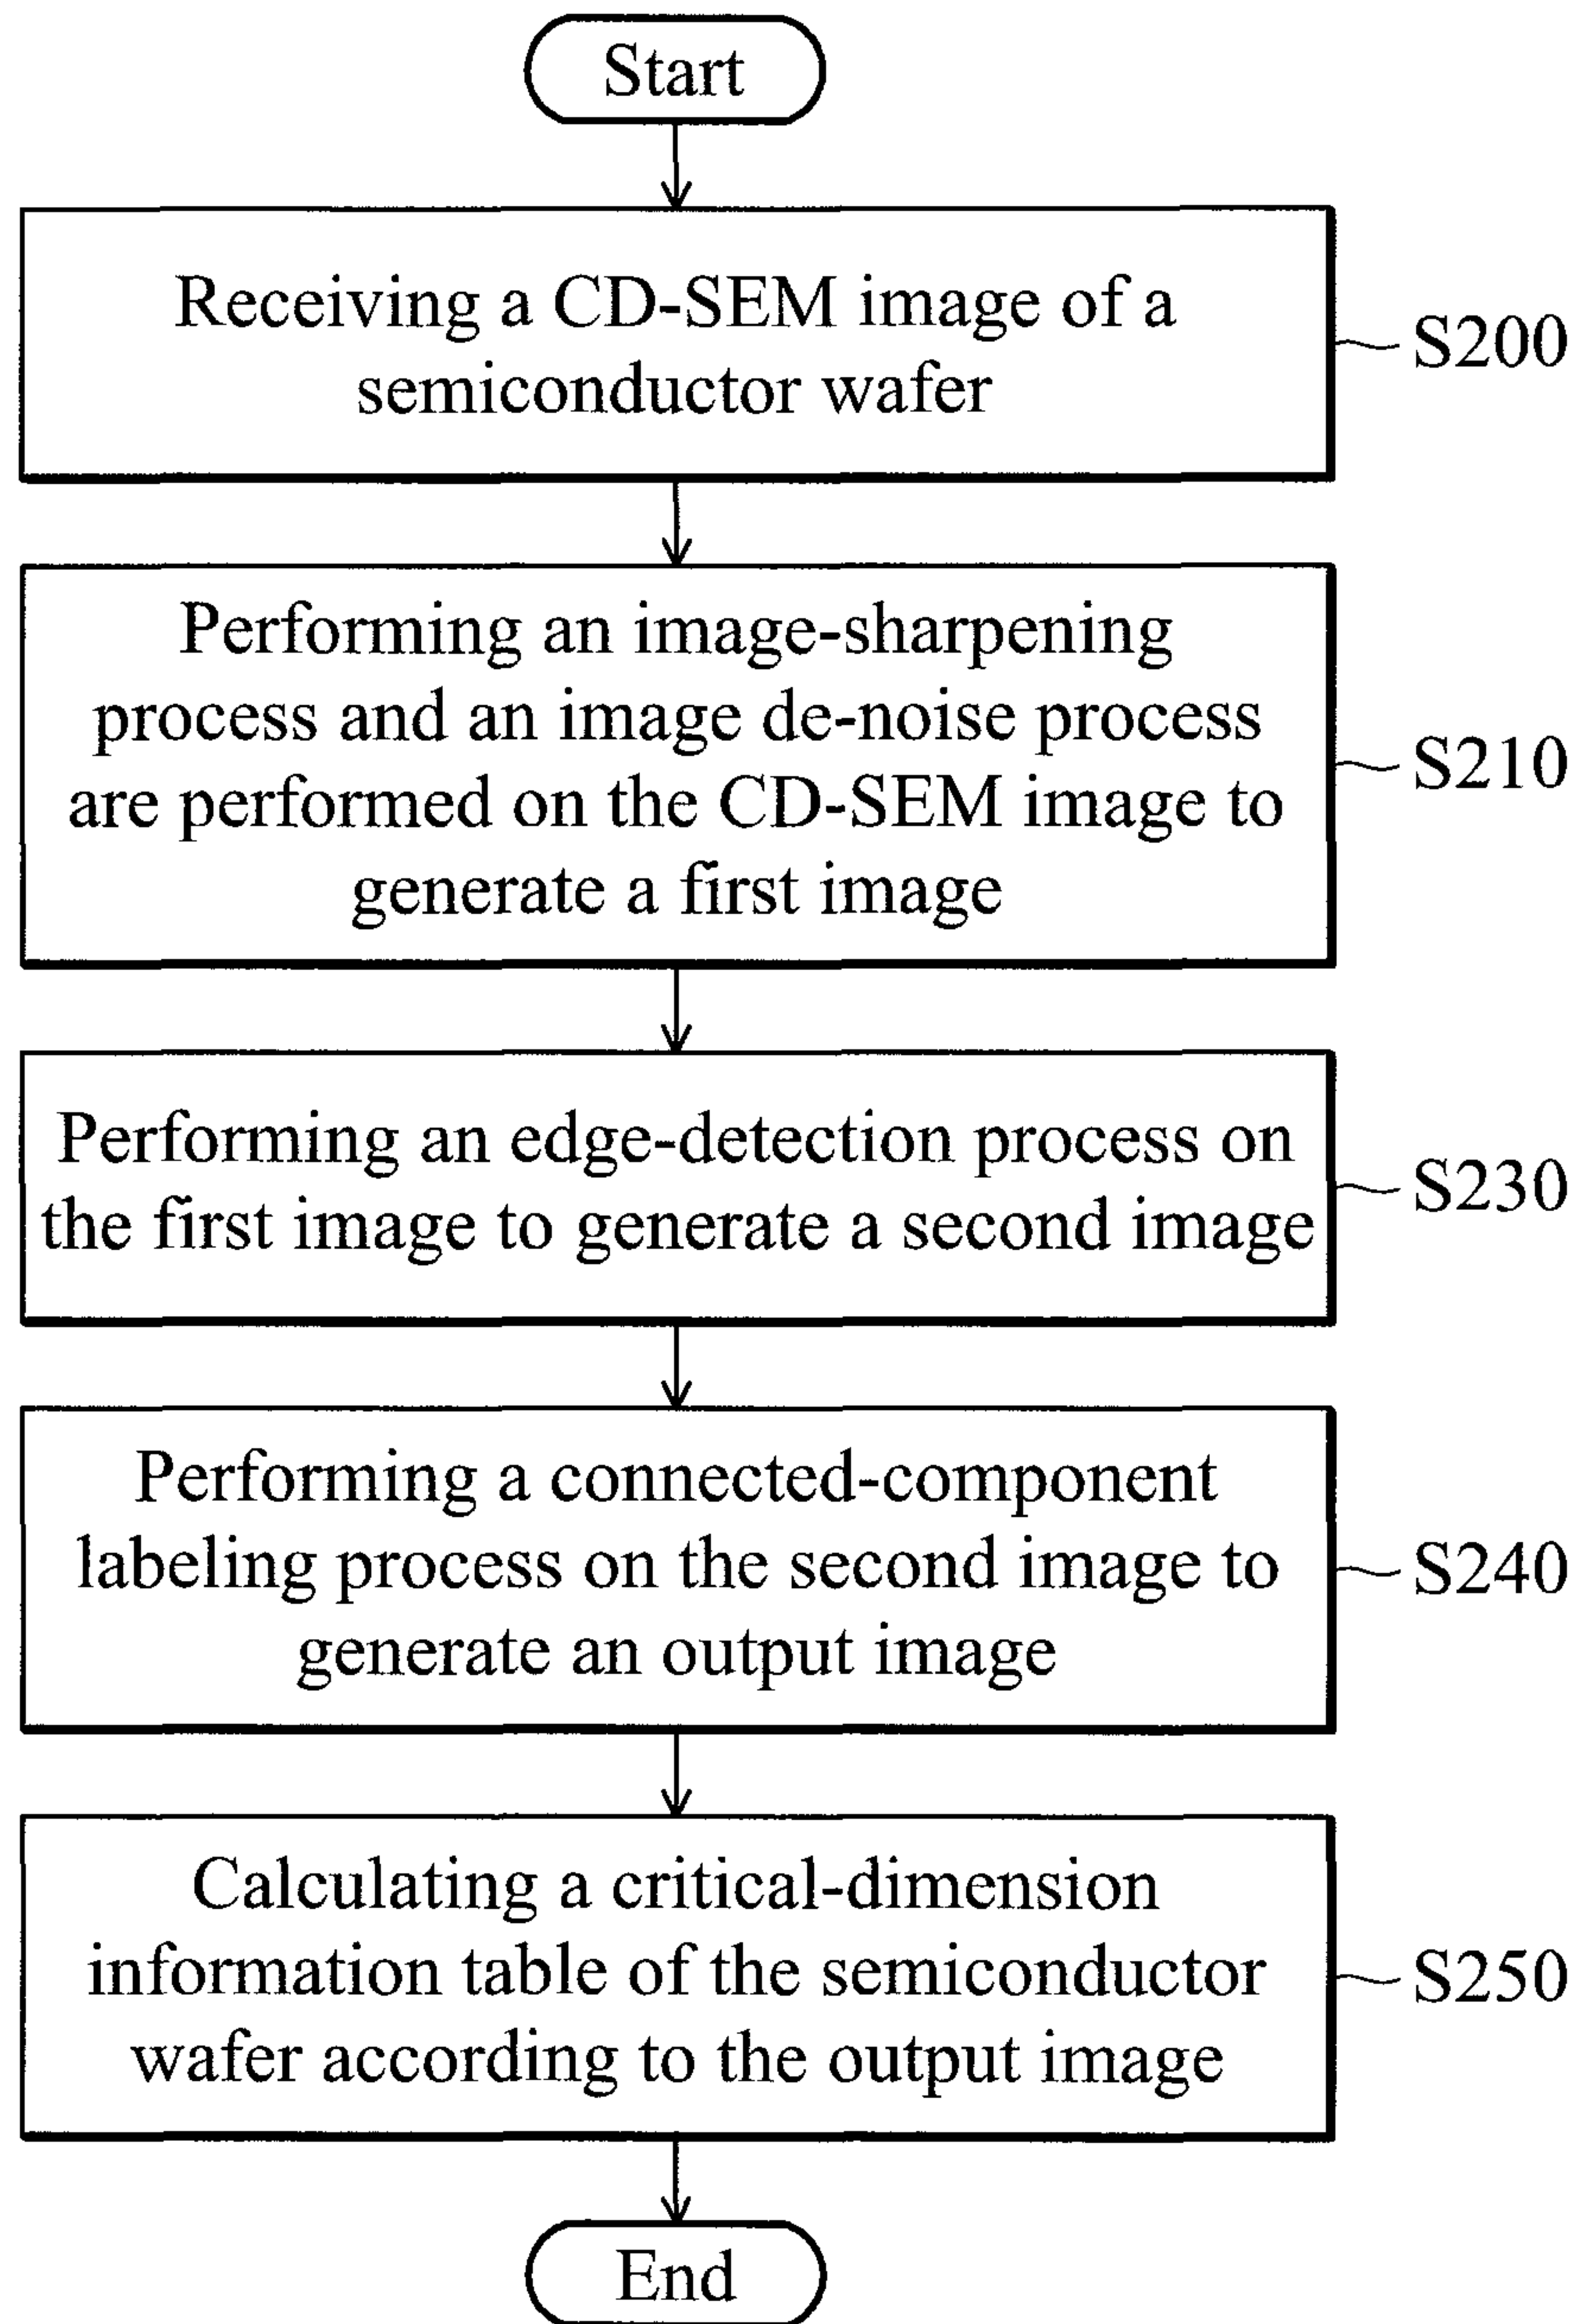 Start
Receiving a CD-SEM image of a
semiconductor wafer
S200
Performing an image-sharpening
process and an image de-noise process
are performed on the CD-SEM image to
generate a first image
S210
Performing an edge-detection process on
the first image to generate a second image
S230
Performing a connected-component
labeling process on the second image to
generate an output image
S240
Calculating a critical-dimension
information table of the semiconductor
wafer according to the output image
S250
End